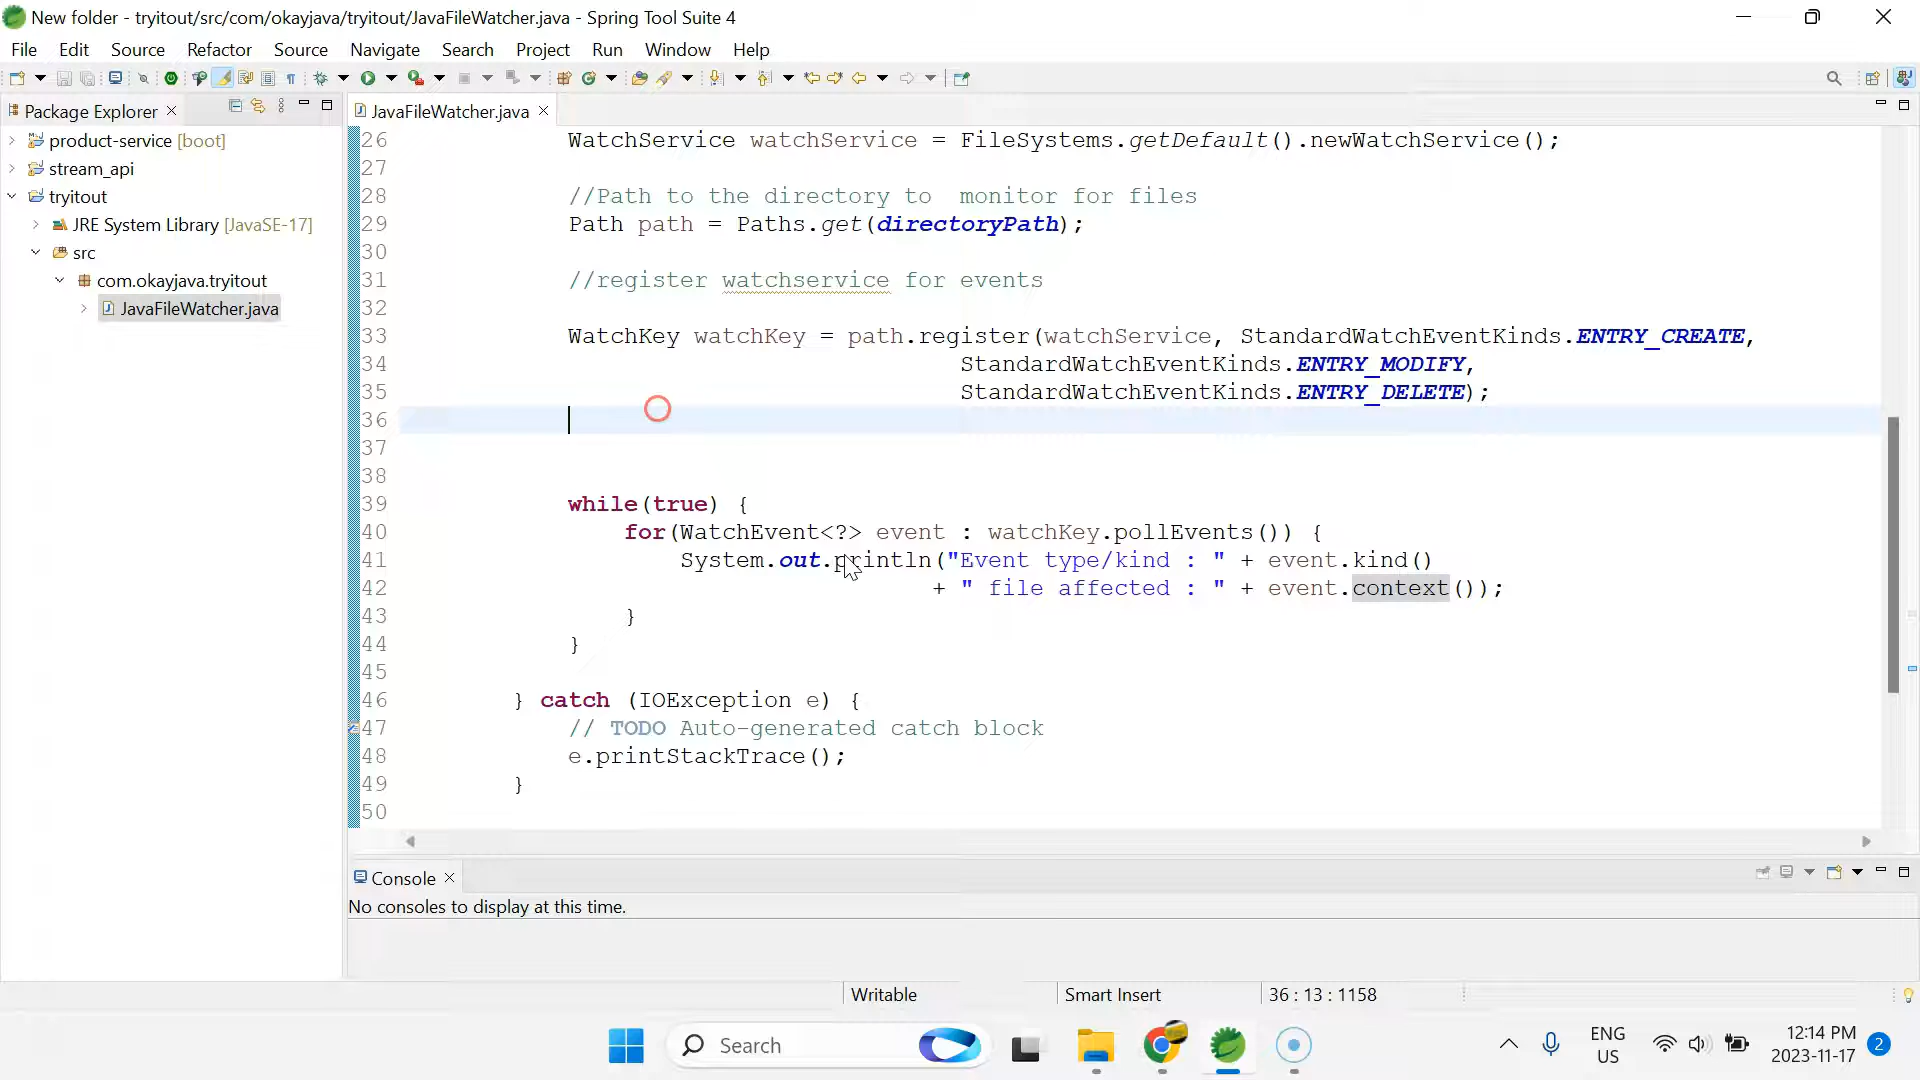 New folder - tryitout/src/com/okayjava/tryitout/JavaFileWatcher.java - Spring Tool Suite 4
File Edit Source Refactor Source Navigate Search Project Run Window Help
Package Explorer
JavaFileWatcher.java
product-service [boot]
stream_api
tryitout
JRE System Library [JavaSE-17]
src
com.okayjava.tryitout
JavaFileWatcher.java
26 WatchService watchService = FileSystems.getDefault().newWatchService();
27
28 //Path to the directory to  monitor for files
29 Path path = Paths.get(directoryPath);
30
31 //register watchservice for events
32
33 WatchKey watchKey = path.register(watchService, StandardWatchEventKinds.ENTRY_CREATE,
34 StandardWatchEventKinds.ENTRY_MODIFY,
35 StandardWatchEventKinds.ENTRY_DELETE);
36
37
38
39 while(true) {
40 for(WatchEvent<?> event : watchKey.pollEvents()) {
41 System.out.println("Event type/kind : " + event.kind()
42 + " file affected : " + event.context());
43 }
44 }
45
46 } catch (IOException e) {
47 // TODO Auto-generated catch block
48 e.printStackTrace();
49 }
50
Console
No consoles to display at this time.
Writable Smart Insert 36 : 13 : 1158
Search
ENG
US
12:14 PM
2023-11-17
2